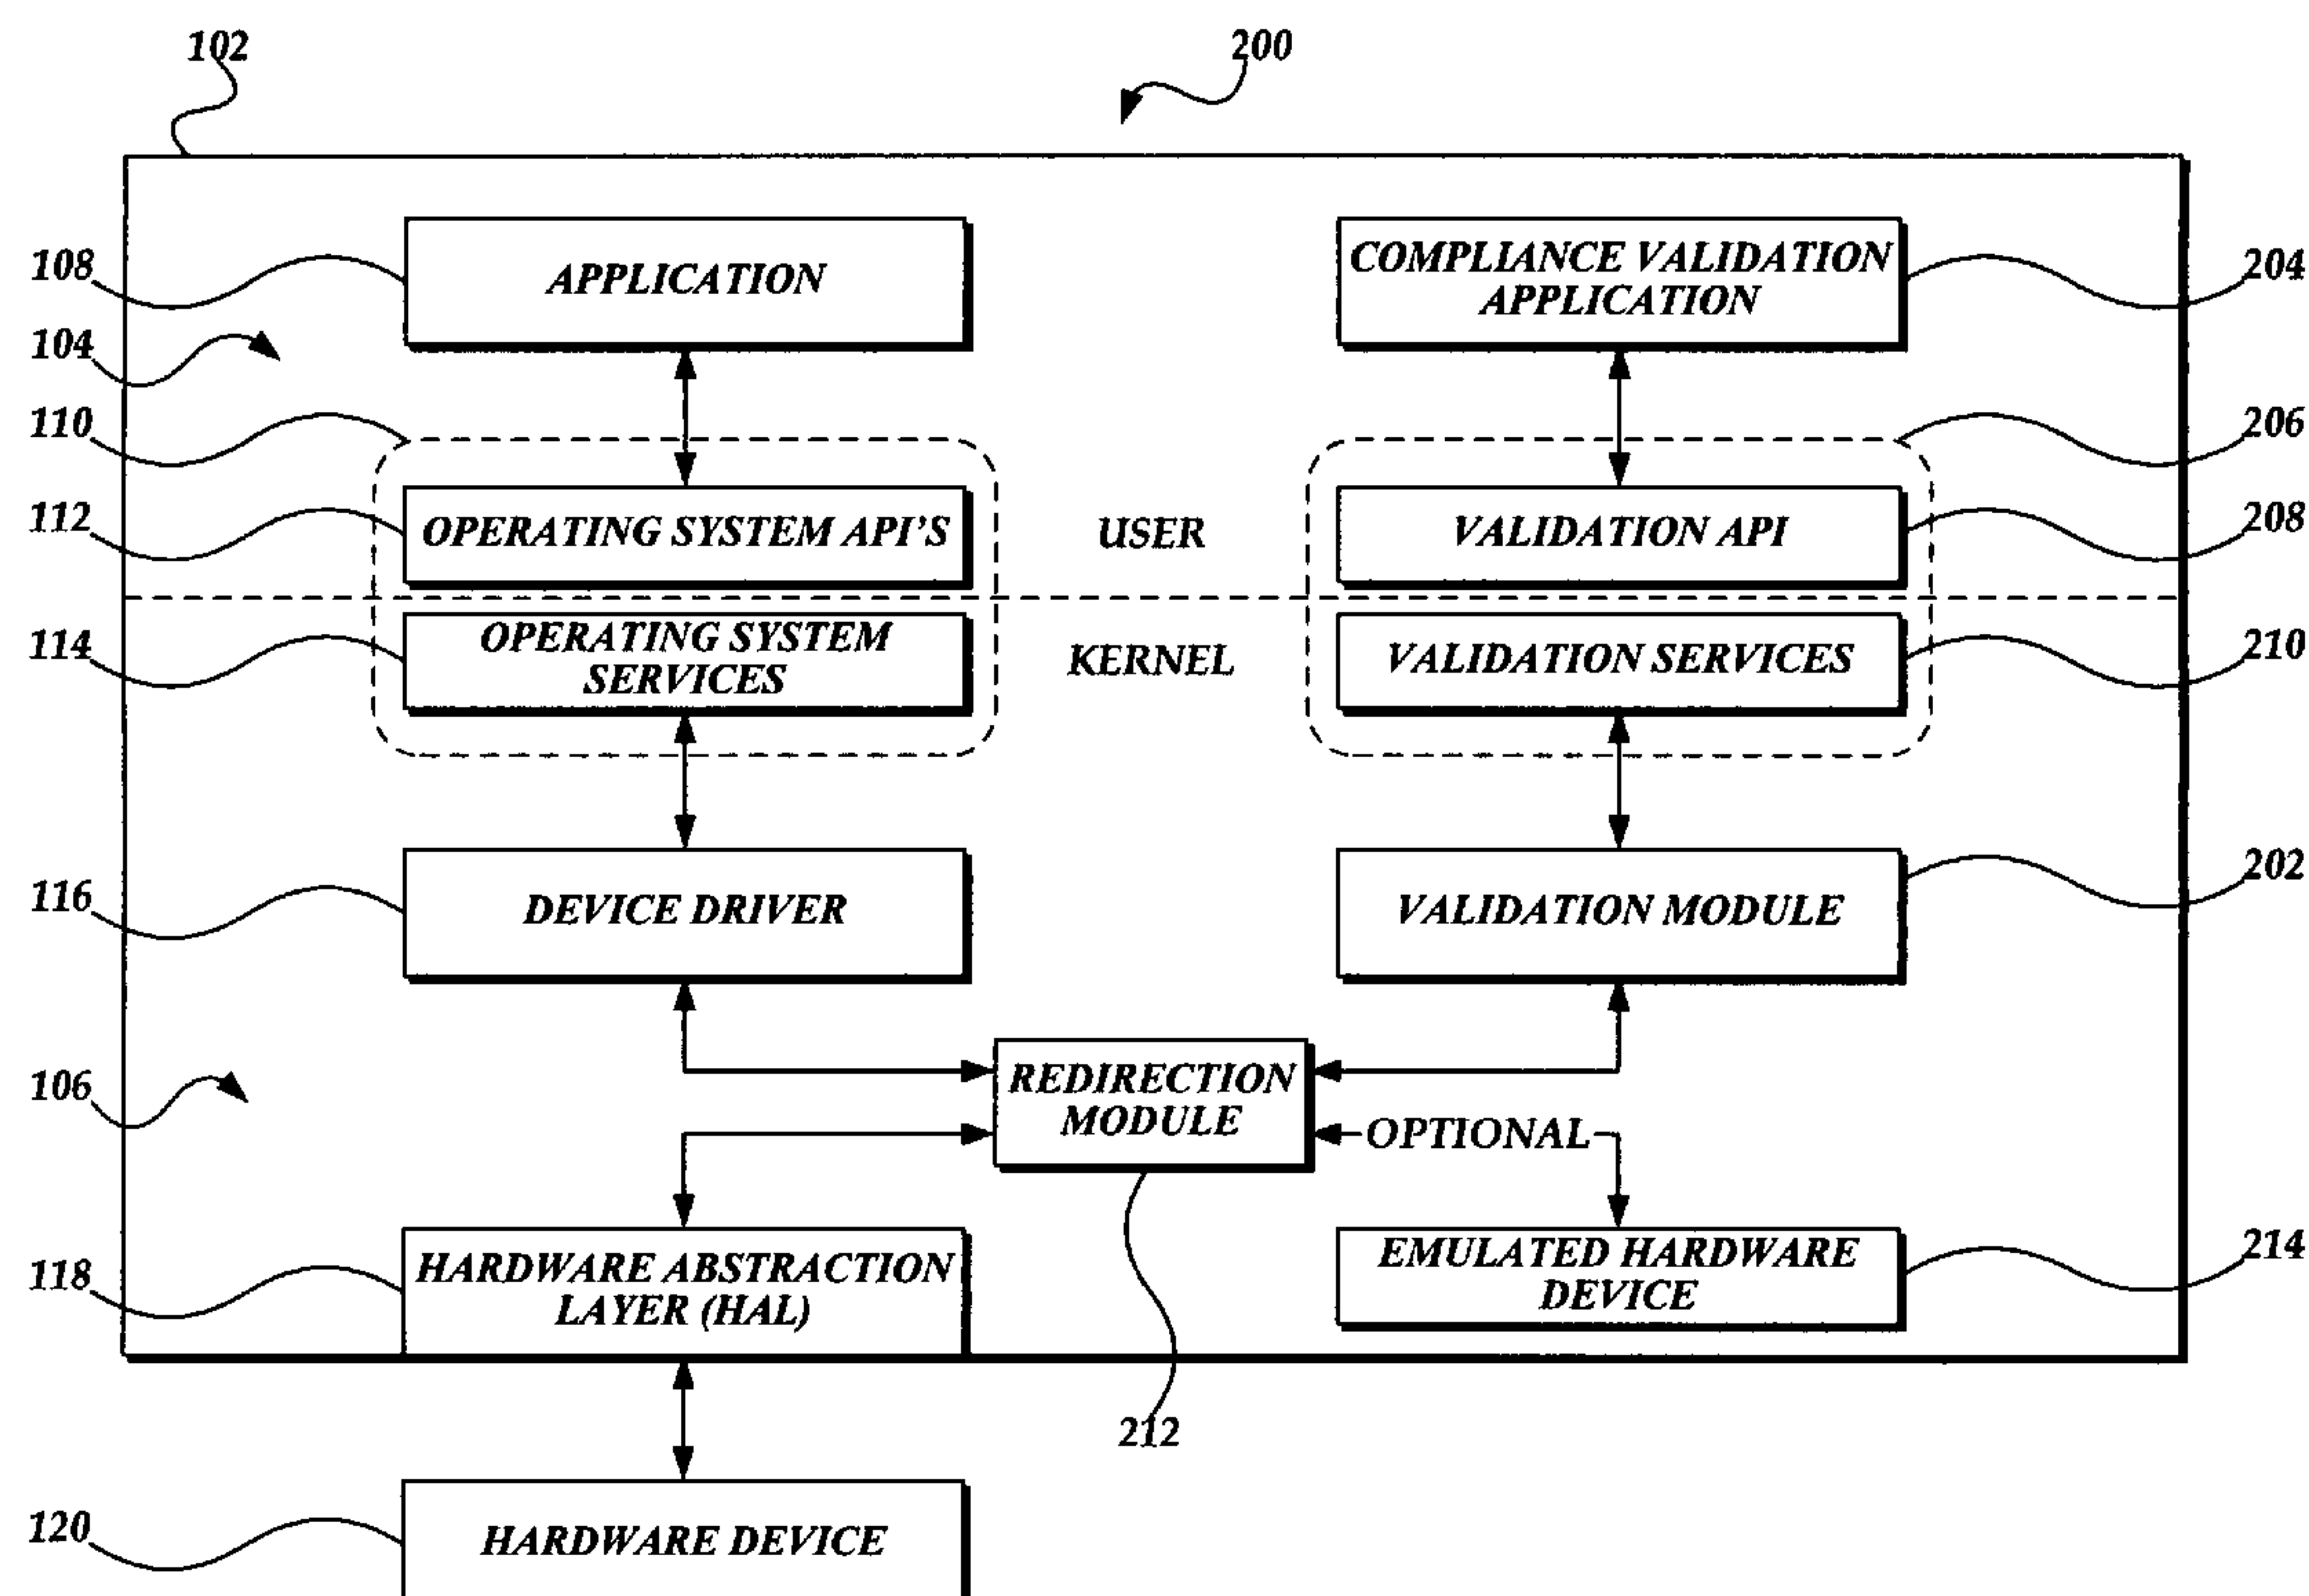 102
200
108
APPLICATION
COMPLIANCE VALIDATION
APPLICATION
204
104
110
206
112
OPERATING SYSTEM API'S
USER
VALIDATION API
208
114
OPERATING SYSTEM
SERVICES
KERNEL
VALIDATION SERVICES
210
116
DEVICE DRIVER
VALIDATION MODULE
202
106
REDIRECTION
MODULE
OPTIONAL
118
HARDWARE ABSTRACTION
LAYER (HAL)
EMULATED HARDWARE
DEVICE
214
212
120
HARDWARE DEVICE